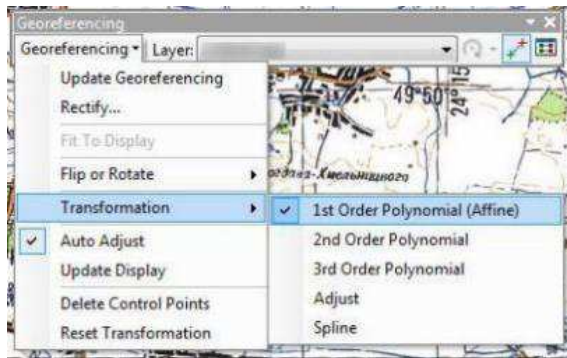 Georeferencing
Georeferencing Layer:
Update Georeferencing
Rectify...
Fit To Display
Flip or Rotate
Transformation
Auto Adjust
Update Display
Delete Control Points
Reset Transformation
1st Order Polynomial (Affine)
2nd Order Polynomial
3rd Order Polynomial
Adjust
Spline
49°50'
24°15'